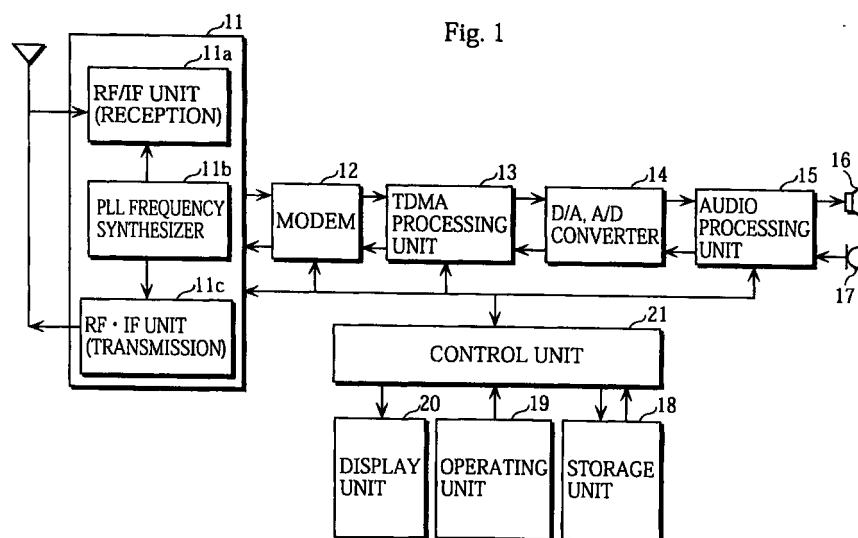 Fig. 1
11
11a
RF/IF UNIT
(RECEPTION)
11b
PLL FREQUENCY
SYNTHESIZER
11c
RF・IF UNIT
(TRANSMISSION)
12
MODEM
13
TDMA
PROCESSING
UNIT
14
D/A, A/D
CONVERTER
15
AUDIO
PROCESSING
UNIT
16
17
21
CONTROL UNIT
20
DISPLAY
UNIT
19
OPERATING
UNIT
18
STORAGE
UNIT